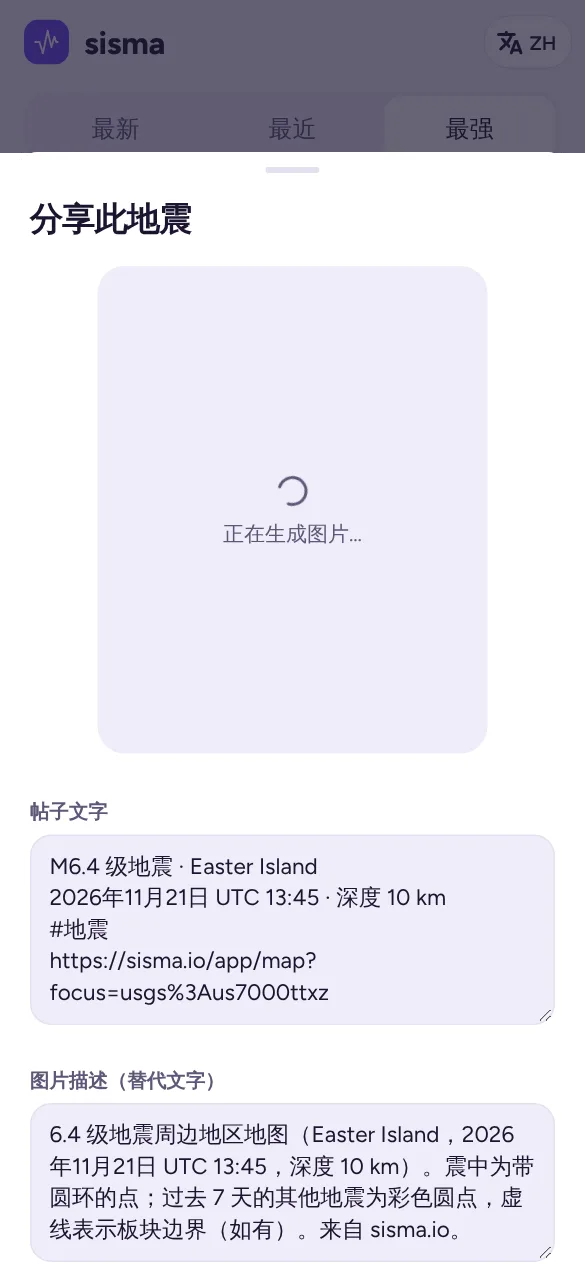 sisma
ZH
最新
最近
最强
分享此地震
正在生成图片...
帖子文字
M6.4 级地震 · Easter Island
2026年11月21日 UTC 13:45 · 深度 10 km
#地震
https://sisma.io/app/map?
focus=usgs%3Aus7000ttxz
图片描述（替代文字）
6.4 级地震周边地区地图（Easter Island，2026
年11月21日 UTC 13:45，深度 10 km）。震中为带
圆环的点；过去 7 天的其他地震为彩色圆点，虚
线表示板块边界（如有）。来自 sisma.io。